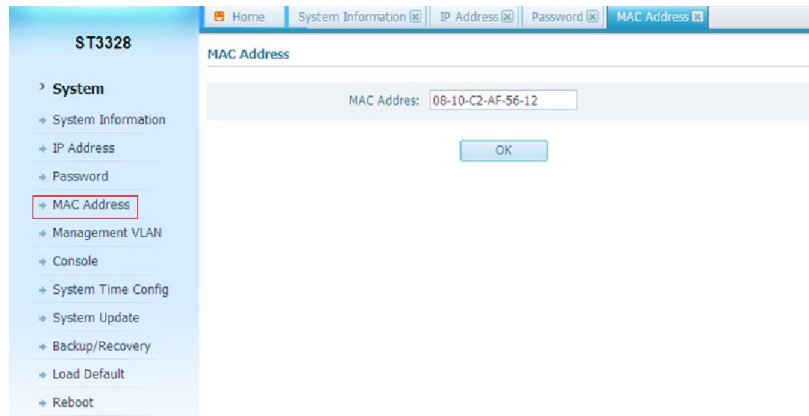 Home System Information IP Address Password MAC Address
ST3328
MAC Address
System
MAC Addres: 08-10-C2-AF-56-12
System Information
IP Address
OK
Password
MAC Address
Management VLAN
Console
System Time Config
System Update
Backup/Recovery
Load Default
Reboot